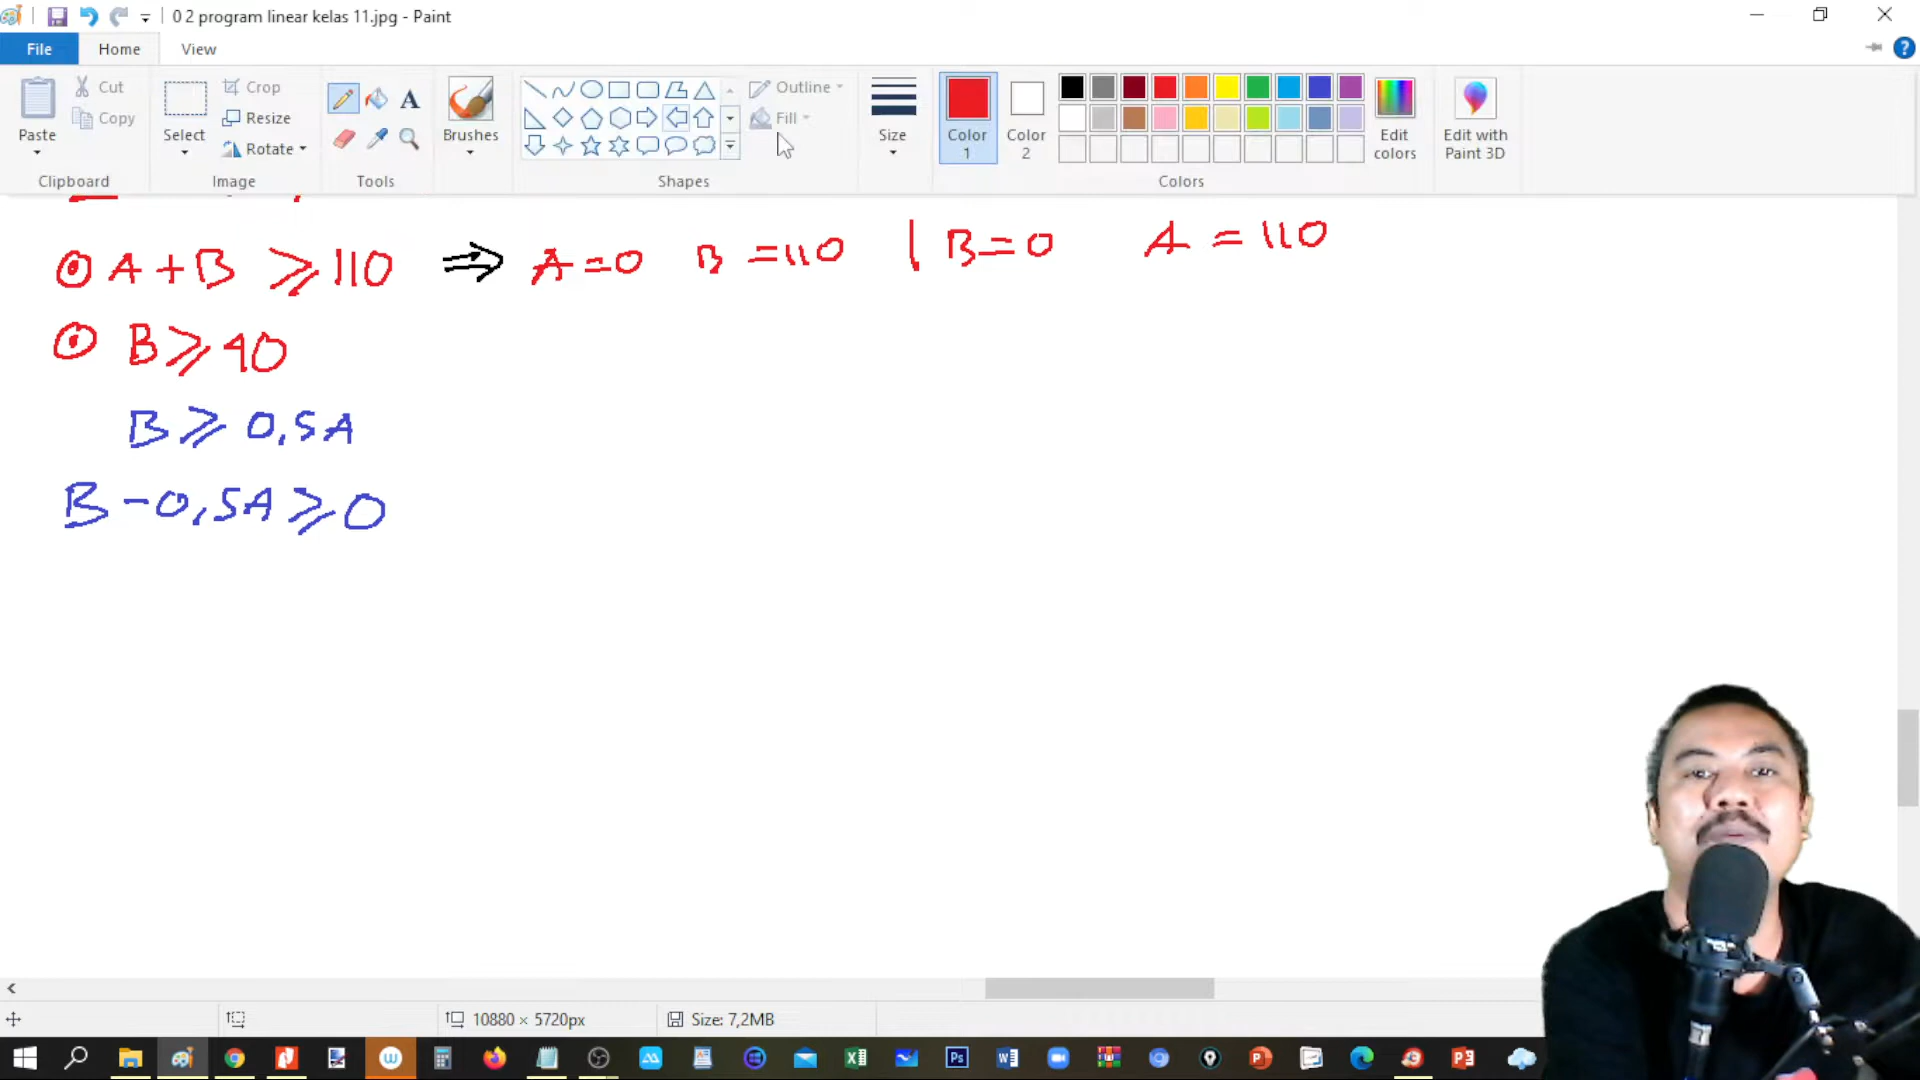 0 2 program linear kelas 11.jpg - Paint
File Home View
Paste Cut Copy Clipboard
Select Crop Resize Rotate Image
A Tools
Brushes
Shapes Outline Fill
Size
Color 1 Color 2 Edit colors Colors
Edit with Paint 3D
A + B ≥ 110 ⇒ A = 0 B = 110 | B = 0 A = 110
B ≥ 40
B ≥ 0,5A
B - 0,5A ≥ 0
10880 × 5720px Size: 7,2MB